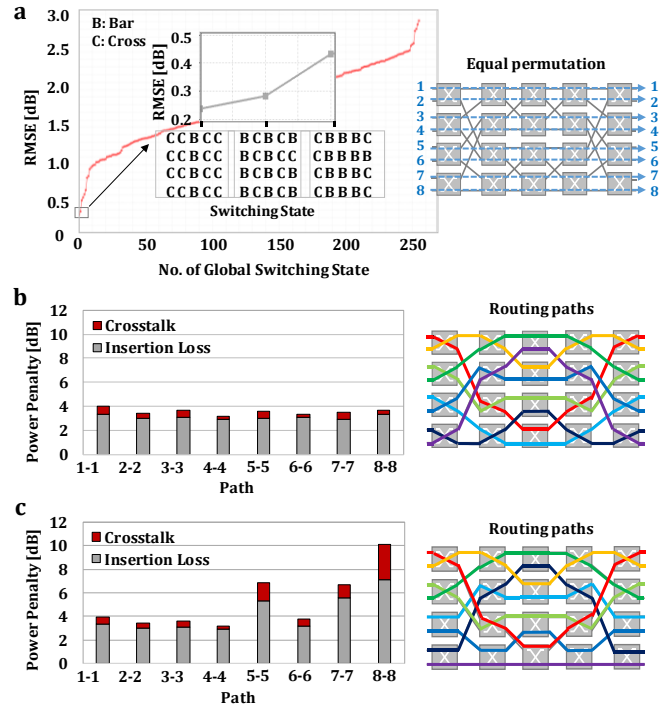 a
3.0
2.5
2.0
1.5
1.0
0.5
0
RMSE [dB]
B: Bar
C: Cross
0.5
0.4
0.3
0.2
RMSE [dB]
C C B C C B C B C B C B B B C
C C B C C B C B C C C B B B B
C C B C C B C B C B C B B B C
C C B C C B C B C B C B B B C
Switching State
0 50 100 150 200 250
No. of Global Switching State
Equal permutation
1 1
2 2
3 3
4 4
5 5
6 6
7 7
8 8
b
12
10
8
6
4
2
0
Power Penalty [dB]
Crosstalk
Insertion Loss
1-1 2-2 3-3 4-4 5-5 6-6 7-7 8-8
Path
Routing paths
c
12
10
8
6
4
2
0
Power Penalty [dB]
Crosstalk
Insertion Loss
1-1 2-2 3-3 4-4 5-5 6-6 7-7 8-8
Path
Routing paths